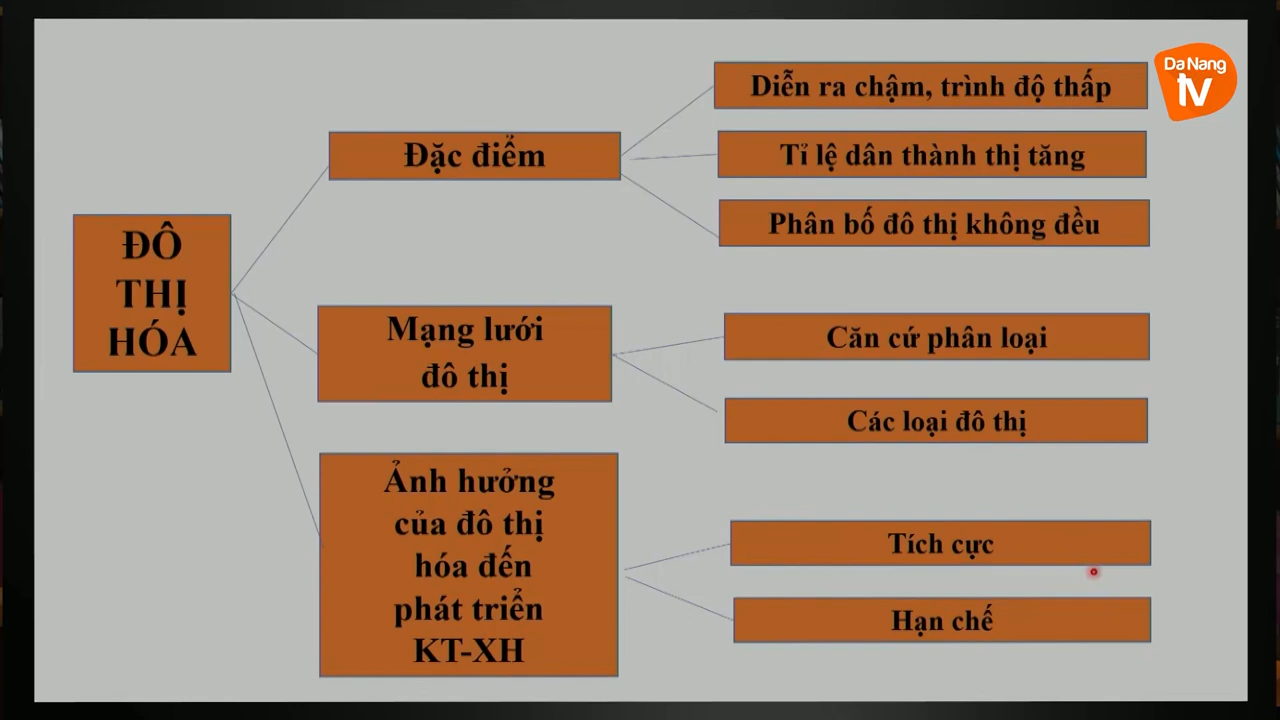 ĐÔ
THỊ
HÓA
Đặc điểm
Diễn ra chậm, trình độ thấp
Tỉ lệ dân thành thị tăng
Phân bố đô thị không đều
Mạng lưới
đô thị
Căn cứ phân loại
Các loại đô thị
Ảnh hưởng
của đô thị
hóa đến
phát triển
KT-XH
Tích cực
Hạn chế
Da Nang
tv